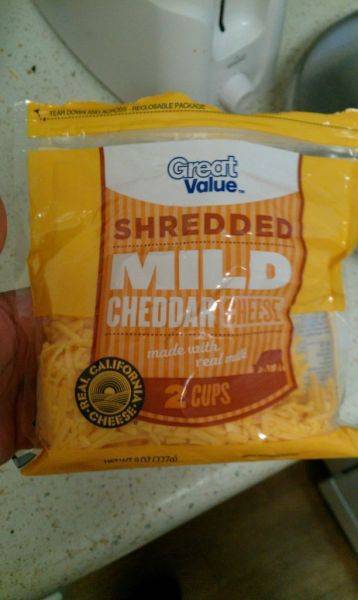 TEAR DOWN AND ACROSS - RECLOSABLE PACKAGE
Great
Value
SHREDDED
MILD
CHEDDAR CHEESE
made with
real milk
2 CUPS
REAL CALIFORNIA CHEESE
NET WT 8 OZ (227g)